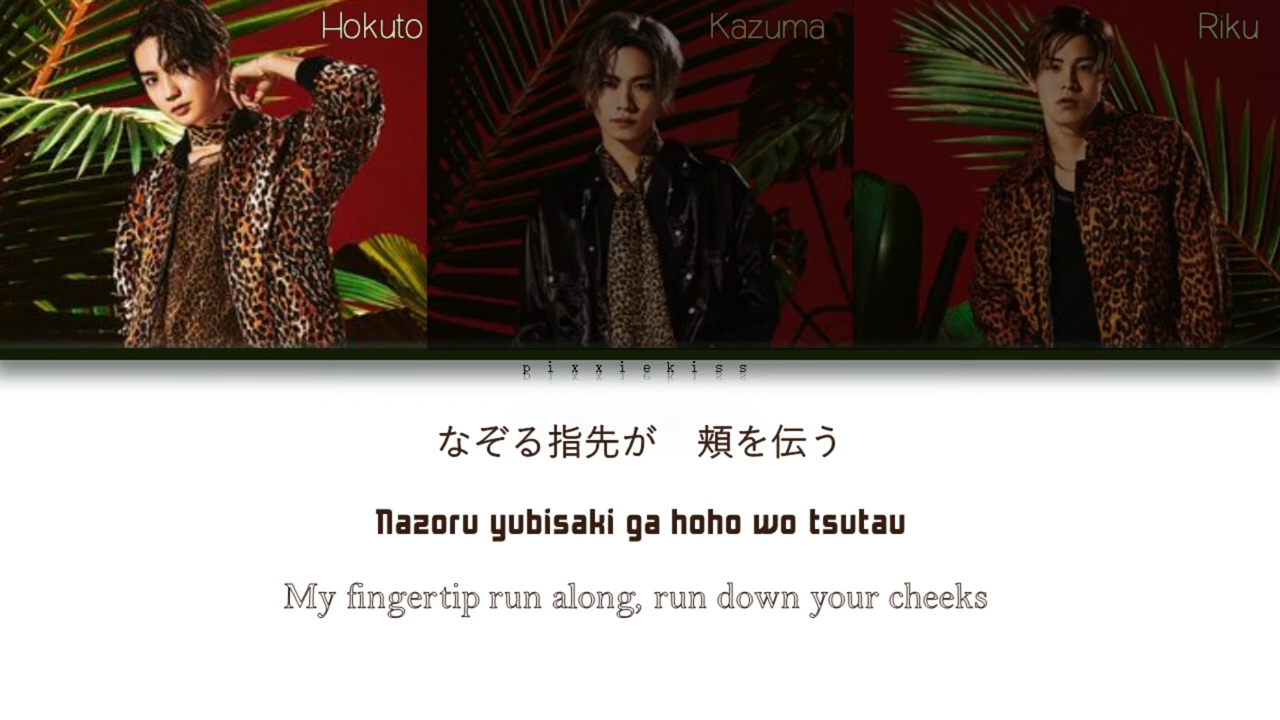 Hokuto
Kazuma
Riku
pixxiekiss
なぞる指先が　頬を伝う
Nazoru yubisaki ga hoho wo tsutau
My fingertip run along, run down your cheeks